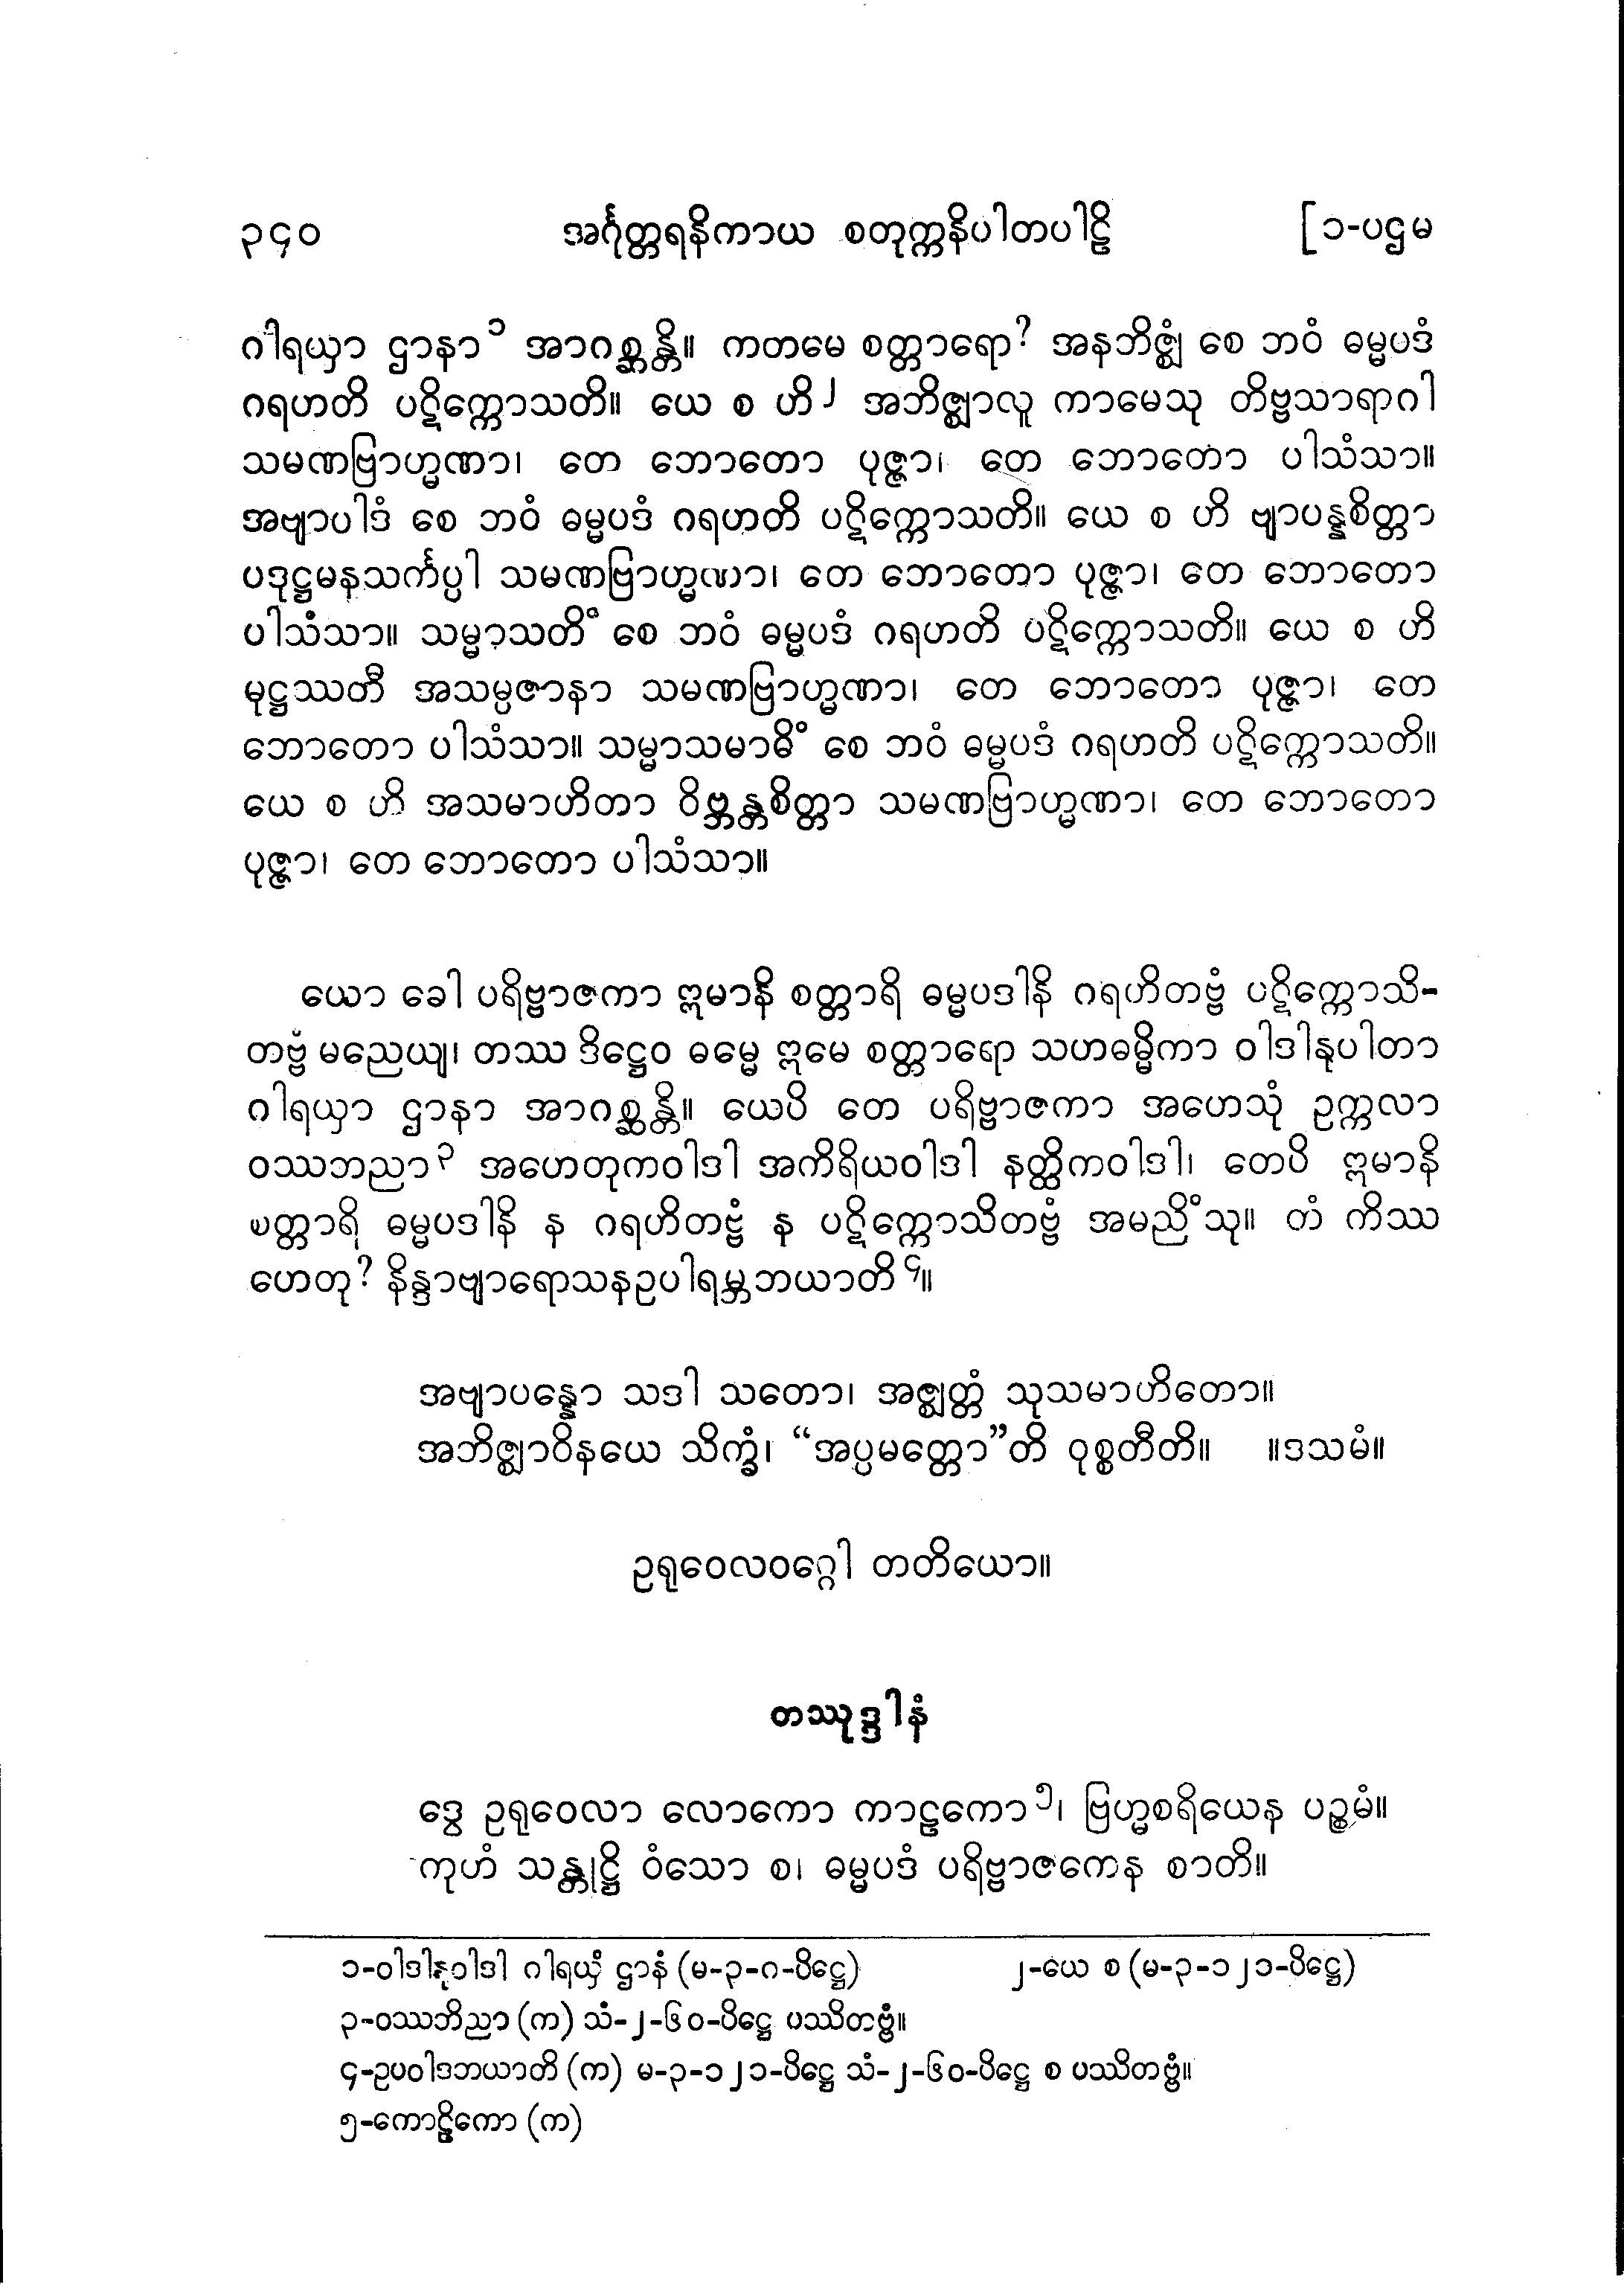 ၃၄၀ အင်္ဂုတ္တရနိကာယ စတုက္ကနိပါတပါဠိ [၁-ပဌမ
ဂါရယှာ ဌာနာ၁ အာဂစ္ဆန္တိ။ ကတမေ စတ္တာရော? အနဘိဇ္ဈံ စေ ဘဝံ ဓမ္မပဒံ
ဂရဟတိ ပဋိက္ကောသတိ။ ယေ စ ဟိ၂ အဘိဇ္ဈာလူ ကာမေသု တိဗ္ဗသာရာဂါ
သမဏဗြာဟ္မဏာ၊ တေ ဘောတော ပုဇ္ဇာ၊ တေ ဘောတော ပါသံသာ။
အဗျာပါဒံ စေ ဘဝံ ဓမ္မပဒံ ဂရဟတိ ပဋိက္ကောသတိ။ ယေ စ ဟိ ဗျာပန္နစိတ္တာ
ပဒုဋ္ဌမနသင်္ကပ္ပါ သမဏဗြာဟ္မဏာ၊ တေ ဘောတော ပုဇ္ဇာ၊ တေ ဘောတော
ပါသံသာ။ သမ္မာသတိံ စေ ဘဝံ ဓမ္မပဒံ ဂရဟတိ ပဋိက္ကောသတိ။ ယေ စ ဟိ
မုဋ္ဌဿတီ အသမ္ပဇာနာ သမဏဗြာဟ္မဏာ၊ တေ ဘောတော ပုဇ္ဇာ၊ တေ
ဘောတော ပါသံသာ။ သမ္မာသမာဓိံ စေ ဘဝံ ဓမ္မပဒံ ဂရဟတိ ပဋိက္ကောသတိ။
ယေ စ ဟိ အသမာဟိတာ ဝိဗ္ဘန္တစိတ္တာ သမဏဗြာဟ္မဏာ၊ တေ ဘောတော
ပုဇ္ဇာ၊ တေ ဘောတော ပါသံသာ။
ယော ခေါ ပရိဗ္ဗာဇကာ ဣမာနိ စတ္တာရိ ဓမ္မပဒါနိ ဂရဟိတဗ္ဗံ ပဋိက္ကောသိ-
တဗ္ဗံ မညေယျ၊ တဿ ဒိဋ္ဌေဝ ဓမ္မေ ဣမေ စတ္တာရော သဟဓမ္မိကာ ဝါဒါနုပါတာ
ဂါရယှာ ဌာနာ အာဂစ္ဆန္တိ။ ယေပိ တေ ပရိဗ္ဗာဇကာ အဟေသုံ ဥက္ကလာ
ဝဿဘညာ၃ အဟေတုကဝါဒါ အကိရိယဝါဒါ နတ္ထိကဝါဒါ၊ တေပိ ဣမာနိ
စတ္တာရိ ဓမ္မပဒါနိ န ဂရဟိတဗ္ဗံ န ပဋိက္ကောသိတဗ္ဗံ အမညိံသု။ တံ ကိဿ
ဟေတု? နိန္ဒာဗျာရောသနဥပါရမ္ဘဘယာတိ၄။
အဗျာပန္နော သဒါ သတော၊ အဇ္ဈတ္တံ သုသမာဟိတော။
အဘိဇ္ဈာဝိနယေ သိက္ခံ၊ “အပ္ပမတ္တော”တိ ဝုစ္စတီတိ။ ။ဒသမံ။
ဥရုဝေလဝဂ္ဂေါ တတိယော။
တဿုဒ္ဒါနံ
ဒွေ ဥရုဝေလာ လောကော ကာဠကော၅၊ ဗြဟ္မစရိယေန ပဉ္စမံ။
ကုဟံ သန္တုဋ္ဌိ ဝံသော စ၊ ဓမ္မပဒံ ပရိဗ္ဗာဇကေန စာတိ။
၁-ဝါဒါနုဝါဒါ ဂါရယှံ ဌာနံ (မ-၃-ဂ-ပိဋ္ဌေ) ၂-ယေ စ (မ-၃-၁၂၁-ပိဋ္ဌေ)
၃-ဝဿဘိညာ (က) သံ-၂-၆၀-ပိဋ္ဌေ ပဿိတဗ္ဗံ။
၄-ဥပဝါဒဘယာတိ (က) မ-၃-၁၂၁-ပိဋ္ဌေ သံ-၂-၆၀-ပိဋ္ဌေ စ ပဿိတဗ္ဗံ။
၅-ကောဠိကော (က)